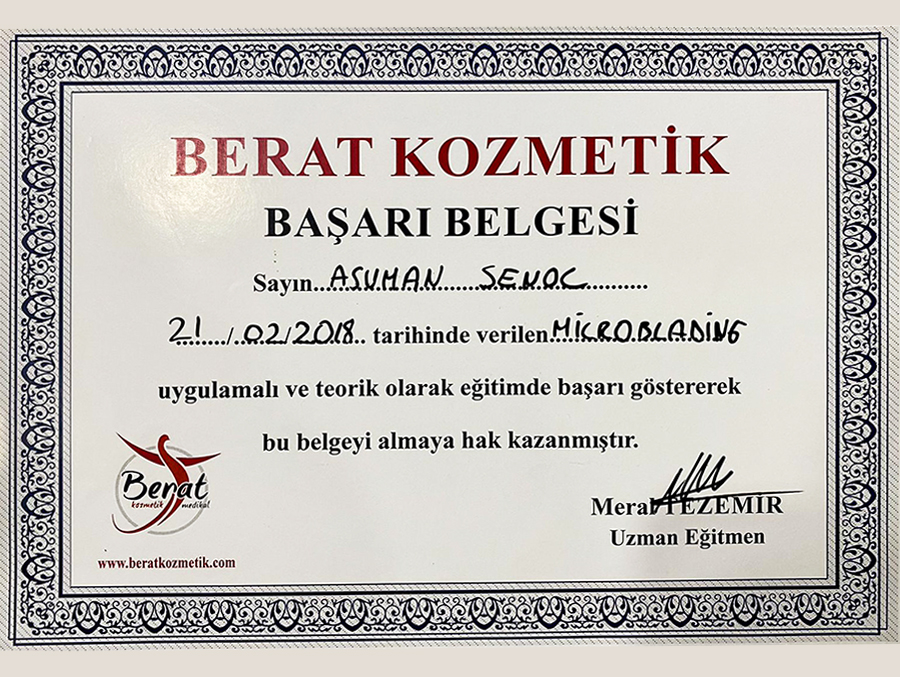 BERAT KOZMETİK
BAŞARI BELGESİ
Sayın...ASUMAN......SENOC............
21..../..02/2018.. tarihinde verilen..MİCROBLADİNG
uygulamalı ve teorik olarak eğitimde başarı göstererek
bu belgeyi almaya hak kazanmıştır.
Berat
kozmetik medikal
www.beratkozmetik.com
Meral TEZEMİR
Uzman Eğitmen